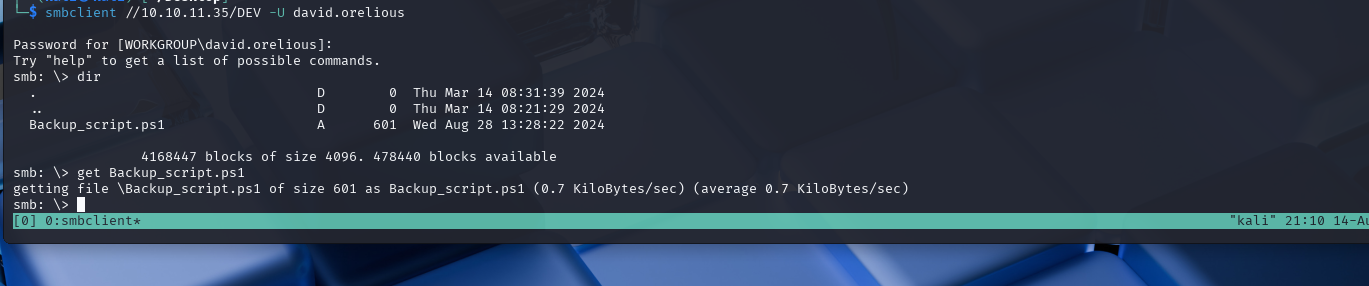 └─$ smbclient //10.10.11.35/DEV -U david.orelious
Password for [WORKGROUP\david.orelious]:
Try "help" to get a list of possible commands.
smb: \> dir
  .                                   D        0  Thu Mar 14 08:31:39 2024
  ..                                  D        0  Thu Mar 14 08:21:29 2024
  Backup_script.ps1                   A      601  Wed Aug 28 13:28:22 2024
                4168447 blocks of size 4096. 478440 blocks available
smb: \> get Backup_script.ps1
getting file \Backup_script.ps1 of size 601 as Backup_script.ps1 (0.7 KiloBytes/sec) (average 0.7 KiloBytes/sec)
smb: \>
[0] 0:smbclient* "kali" 21:10 14-Au